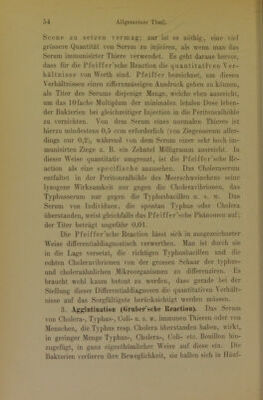 54 Allgemeiner Theil.
Scene zu setzen vermag; nur ist es nöthig, eine viel
grössere Quantität von Serum zu injiciren, als wenn man das
Serum immunisirter Thiere verwendet. Es geht daraus hervor,
dass für die Pfeiffer'sche Reaction die quantitativen Ver-
hältnisse von Werth sind. Pfeiffer bezeichnet, um diesen
Verhältnissen einen ziffermässigen Ausdruck geben zu können,
als Titer des Serums diejenige Menge, welche eben ausreicht,
um das 10fache Multiplum der minimalen letalen Dose leben-
der Bakterien bei gleichzeitiger Injection in die Peritonealhöhle
zu vernichten. Von dem Serum eines normalen Thieres ist
hierzu mindestens 0,5 ccm erforderlich (von Ziegenserum aller-
dings nur 0,2), während von dem Serum einer sehr hoch im-
munisirten Ziege z. B. ein Zehntel Milligramm ausreicht. In
dieser Weise quantitativ umgrenzt, ist die Pfeiffer'sche Re-
action als eine specifische anzusehen. Das Choleraserum
entfaltet in der Peritonealhöhle des Meerschweinchens seine
lysogene Wirksamkeit nur gegen die Choleravibrionen, das
Typhusserum nur gegen die Typhusbacillen u. s. w. Das
Serum von Individuen, die spontan Typhus oder Cholera
überstanden, weist gleichfalls das Pfeiffer'sche Phänomen auf;
der Titer beträgt ungefähr 0,01.
Die Pfeiffer'sche Reaction lässt sich in ausgezeichneter
Weise differentialdiagnostisch verwerthen. Man ist durch sie
in die Lage versetzt, die richtigen Typhusbacillen und die
echten Choleravibrionen von der grossen Schaar der typhus-
und choleraähnlichen Mikroorganismen zu differenziren. Es
braucht wohl kaum betont zu werden, dass gerade bei der
Stellung dieser Differentialdiagnosen die quantitativen Verhält-
nisse auf das Sorgfältigste berücksichtigt werden müssen.
3. Agglutination (Gruber'sche Reaction). Das Serum
von Cholera-, Typhus-, Coli- u. s. w. immunen Thieren oder von
Menschen, die Typhus resp. Cholera überstanden haben, wirkt,
in geringer Menge Typhus-, Cholera-, Coli- etc. Bouillon hin-
zugefügt, in ganz eigenthümlicher Weise auf diese ein. Die
Bakterien verlieren ihre Beweglichkeit, sie ballen sich in Häuf-